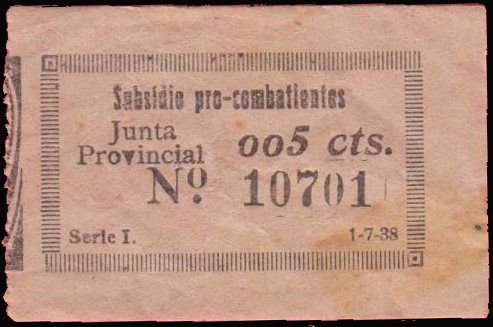 Subsidio pro-combatientes
Junta
Provincial
005 cts.
Nº 10701
Serie I.
1-7-38